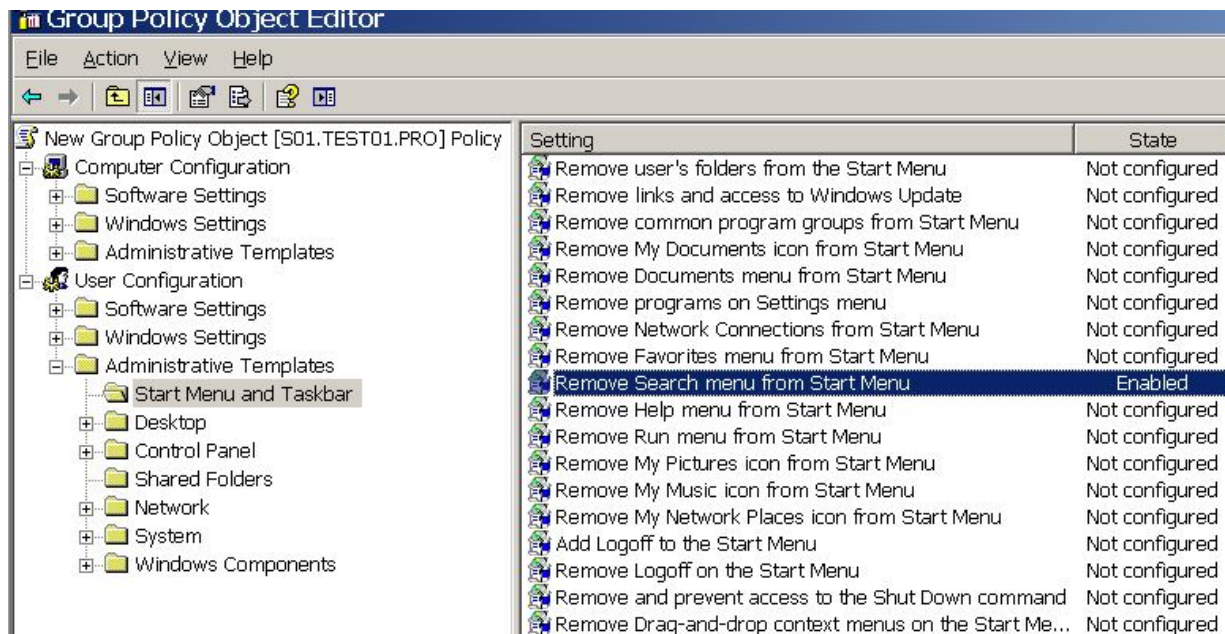 Group Policy Object Editor
File Action View Help
New Group Policy Object [S01.TEST01.PRO] Policy
Computer Configuration
Software Settings
Windows Settings
Administrative Templates
User Configuration
Software Settings
Windows Settings
Administrative Templates
Start Menu and Taskbar
Desktop
Control Panel
Shared Folders
Network
System
Windows Components
Setting State
Remove user's folders from the Start Menu Not configured
Remove links and access to Windows Update Not configured
Remove common program groups from Start Menu Not configured
Remove My Documents icon from Start Menu Not configured
Remove Documents menu from Start Menu Not configured
Remove programs on Settings menu Not configured
Remove Network Connections from Start Menu Not configured
Remove Favorites menu from Start Menu Not configured
Remove Search menu from Start Menu Enabled
Remove Help menu from Start Menu Not configured
Remove Run menu from Start Menu Not configured
Remove My Pictures icon from Start Menu Not configured
Remove My Music icon from Start Menu Not configured
Remove My Network Places icon from Start Menu Not configured
Add Logoff to the Start Menu Not configured
Remove Logoff on the Start Menu Not configured
Remove and prevent access to the Shut Down command Not configured
Remove Drag-and-drop context menus on the Start Me... Not configured